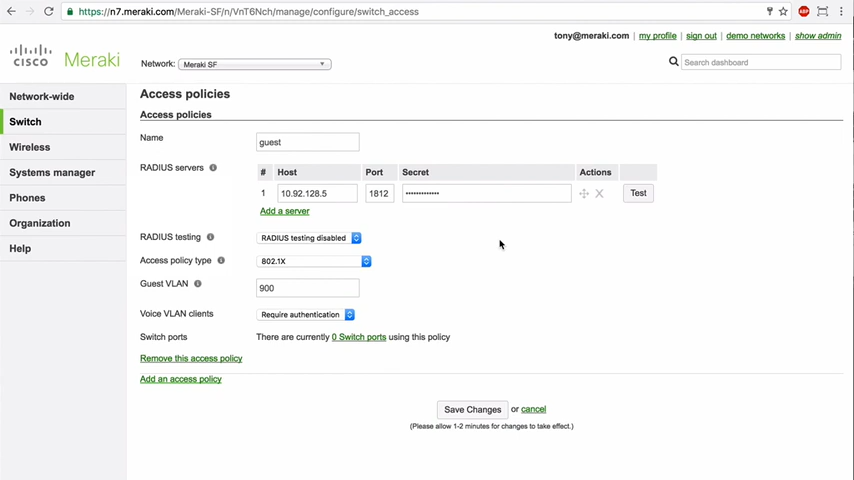 https://n7.meraki.com/Meraki-SF/n/VnT6Nch/manage/configure/switch_access
ABP
tony@meraki.com my profile sign out demo networks show admin
CISCO Meraki
Network: Meraki SF
Search dashboard
Network-wide
Switch
Wireless
Systems manager
Phones
Organization
Help
Access policies
Access policies
Name guest
RADIUS servers # Host Port Secret Actions
1 10.92.128.5 1812 ••••••••••••• Test
Add a server
RADIUS testing RADIUS testing disabled
Access policy type 802.1X
Guest VLAN 900
Voice VLAN clients Require authentication
Switch ports There are currently 0 Switch ports using this policy
Remove this access policy
Add an access policy
Save Changes or cancel
(Please allow 1-2 minutes for changes to take effect.)